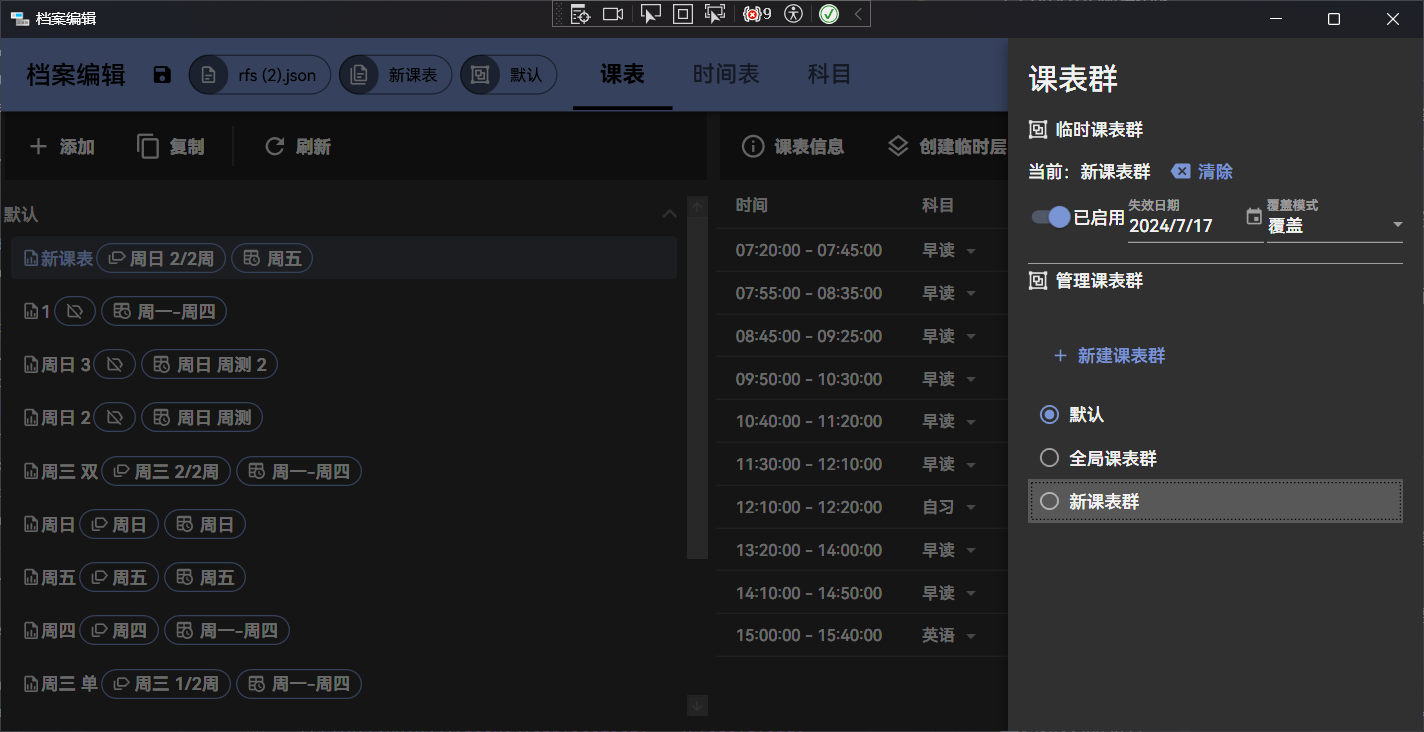 档案编辑
9
档案编辑 rfs (2).json 新课表 默认 课表 时间表 科目
添加 复制 刷新
默认
新课表 周日 2/2周 周五
1 周一-周四
周日 3 周日 周测 2
周日 2 周日 周测
周三 双 周三 2/2周 周一-周四
周日 周日 周日
周五 周五 周五
周四 周四 周一-周四
周三 单 周三 1/2周 周一-周四
课表信息 创建临时层
时间 科目
07:20:00 - 07:45:00 早读
07:55:00 - 08:35:00 早读
08:45:00 - 09:25:00 早读
09:50:00 - 10:30:00 早读
10:40:00 - 11:20:00 早读
11:30:00 - 12:10:00 早读
12:10:00 - 12:20:00 自习
13:20:00 - 14:00:00 早读
14:10:00 - 14:50:00 早读
15:00:00 - 15:40:00 英语
课表群
临时课表群
当前: 新课表群 清除
已启用 失效日期 覆盖模式
2024/7/17 覆盖
管理课表群
新建课表群
默认
全局课表群
新课表群